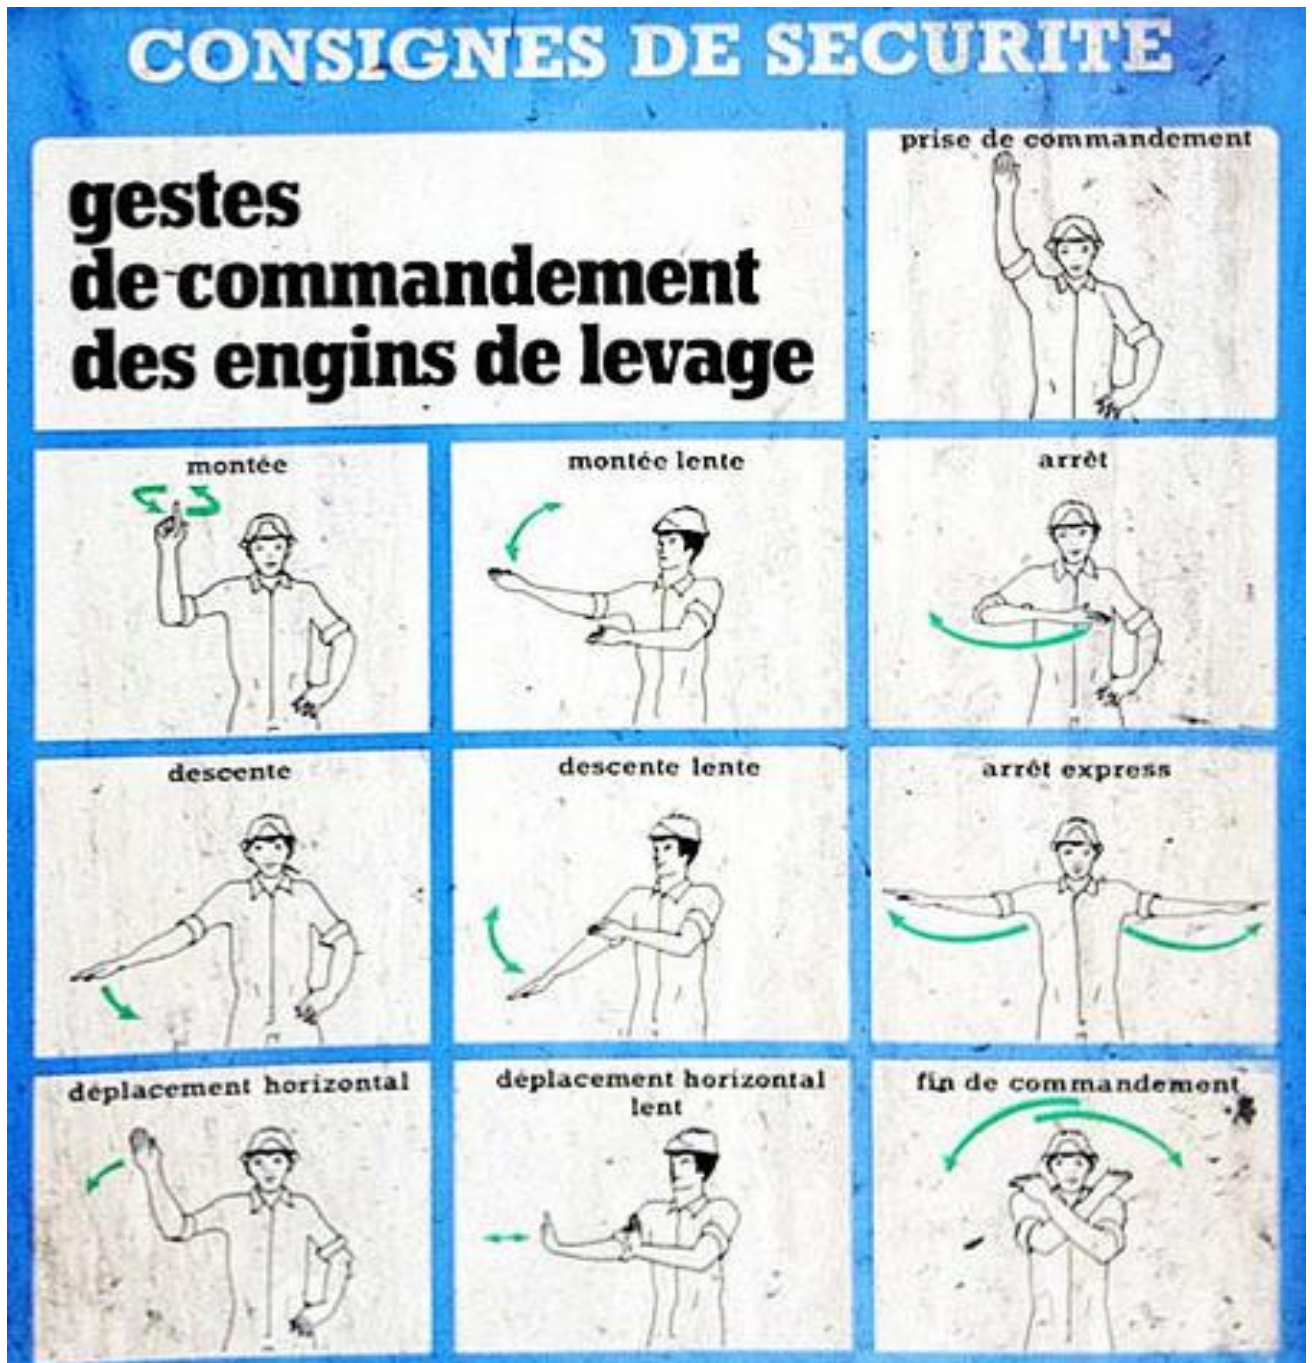 CONSIGNES DE SECURITE
gestes
de commandement
des engins de levage
prise de commandement
montée
montée lente
arrêt
descente
descente lente
arrêt express
déplacement horizontal
déplacement horizontal
lent
fin de commandement